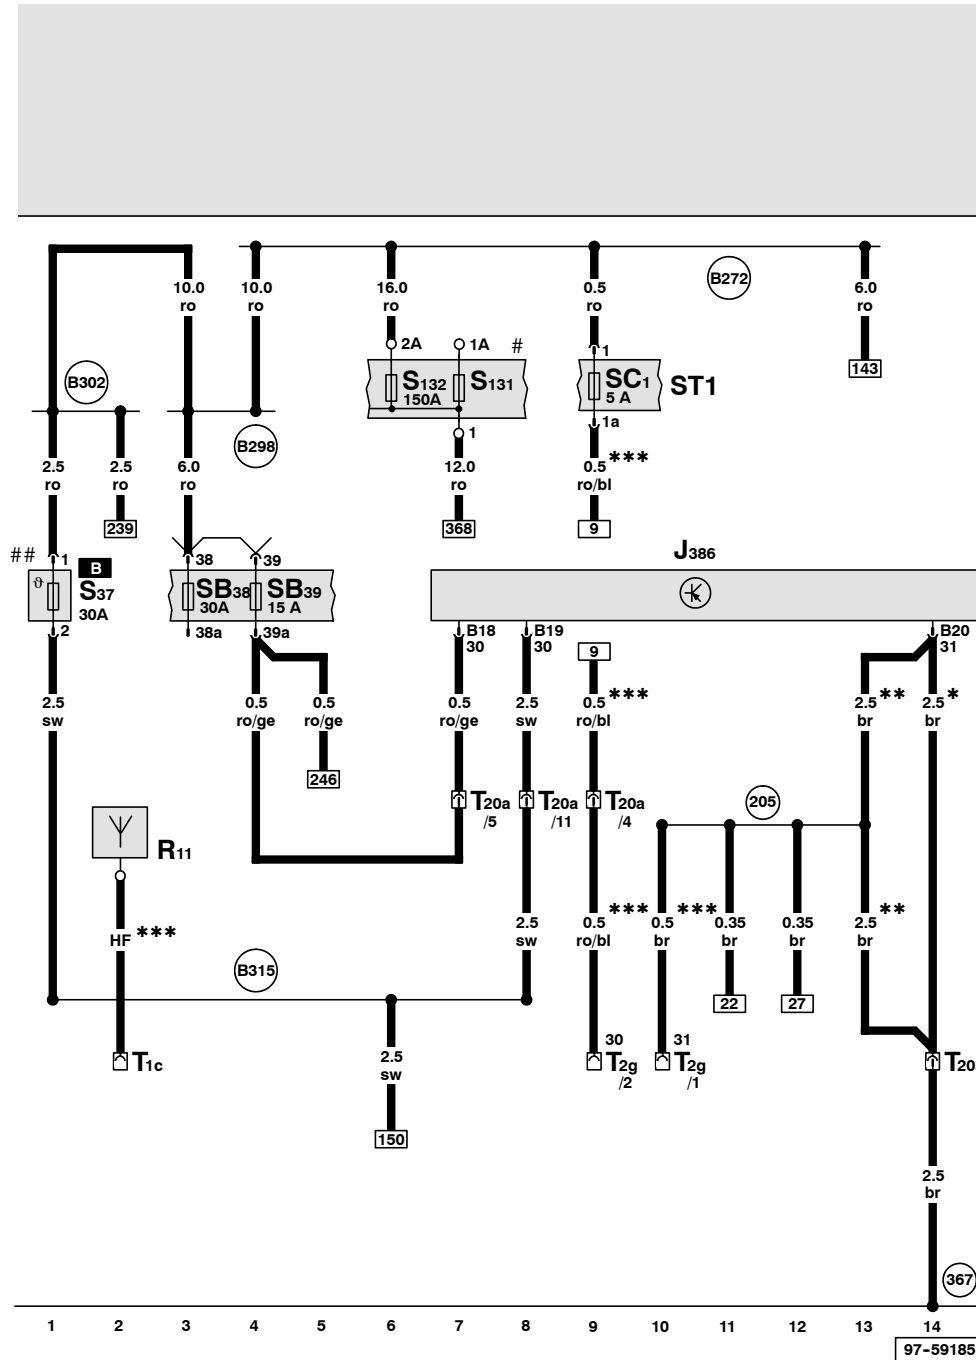 10.0
ro
10.0
ro
16.0
ro
0.5
ro
B272
6.0
ro
2A
1A
#
1
143
B302
S132
150A
S131
SC1
5 A
ST1
1a
B298
1
2.5
ro
2.5
ro
6.0
ro
12.0
ro
0.5 ***
ro/bl
239
368
9
##
1
B
S37
30A
ϑ
2
38
39
SB38
30A
SB39
15 A
38a
39a
J386
B18
30
B19
30
9
B20
31
2.5
sw
0.5
ro/ge
0.5
ro/ge
0.5
ro/ge
2.5
sw
0.5 ***
ro/bl
2.5 **
br
2.5 *
br
246
T20a
/5
T20a
/11
T20a
/4
205
R11
HF ***
2.5
sw
0.5 ***
ro/bl
0.5 ***
br
0.35
br
0.35
br
2.5 **
br
B315
22
27
T1c
2.5
sw
30
T2g
/2
31
T2g
/1
T20
150
2.5
br
367
1 2 3 4 5 6 7 8 9 10 11 12 13 14
97-59185